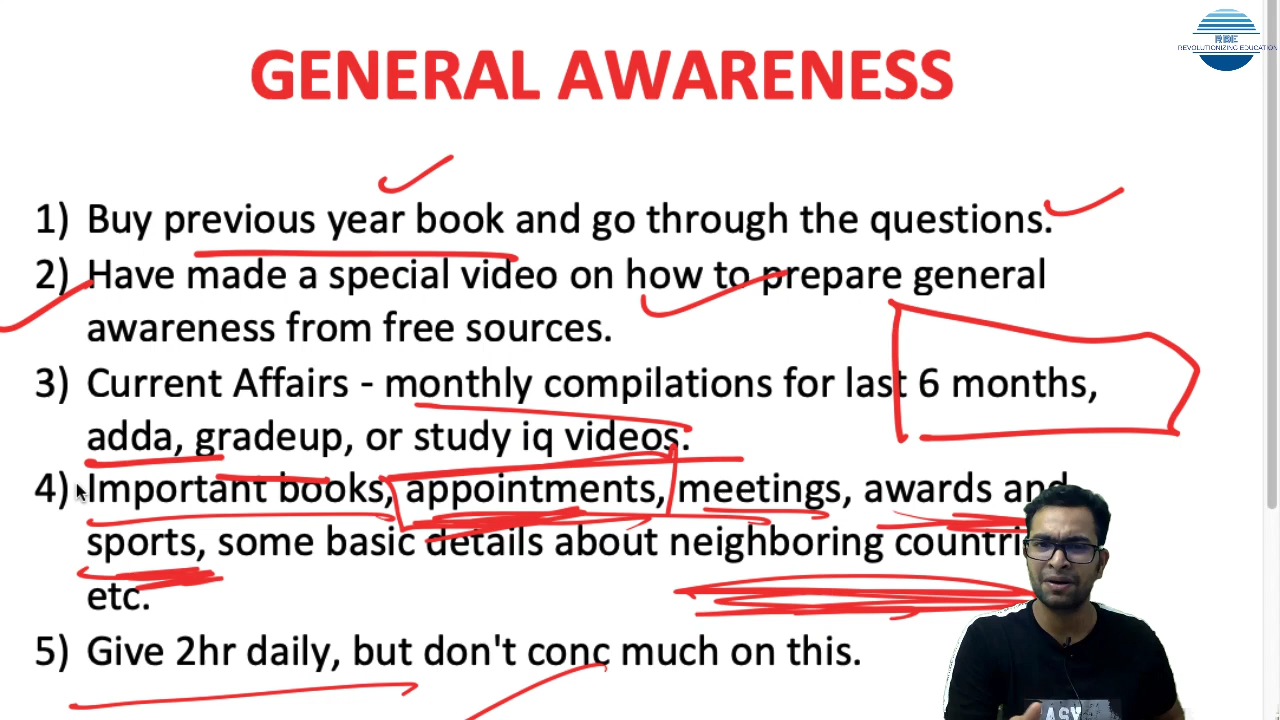 RBE
REVOLUTIONIZING EDUCATION
GENERAL AWARENESS
1) Buy previous year book and go through the questions.
2) Have made a special video on how to prepare general
awareness from free sources.
3) Current Affairs - monthly compilations for last 6 months,
adda, gradeup, or study iq videos.
4) Important books, appointments, meetings, awards and
sports, some basic details about neighboring countri
etc.
5) Give 2hr daily, but don't conc much on this.